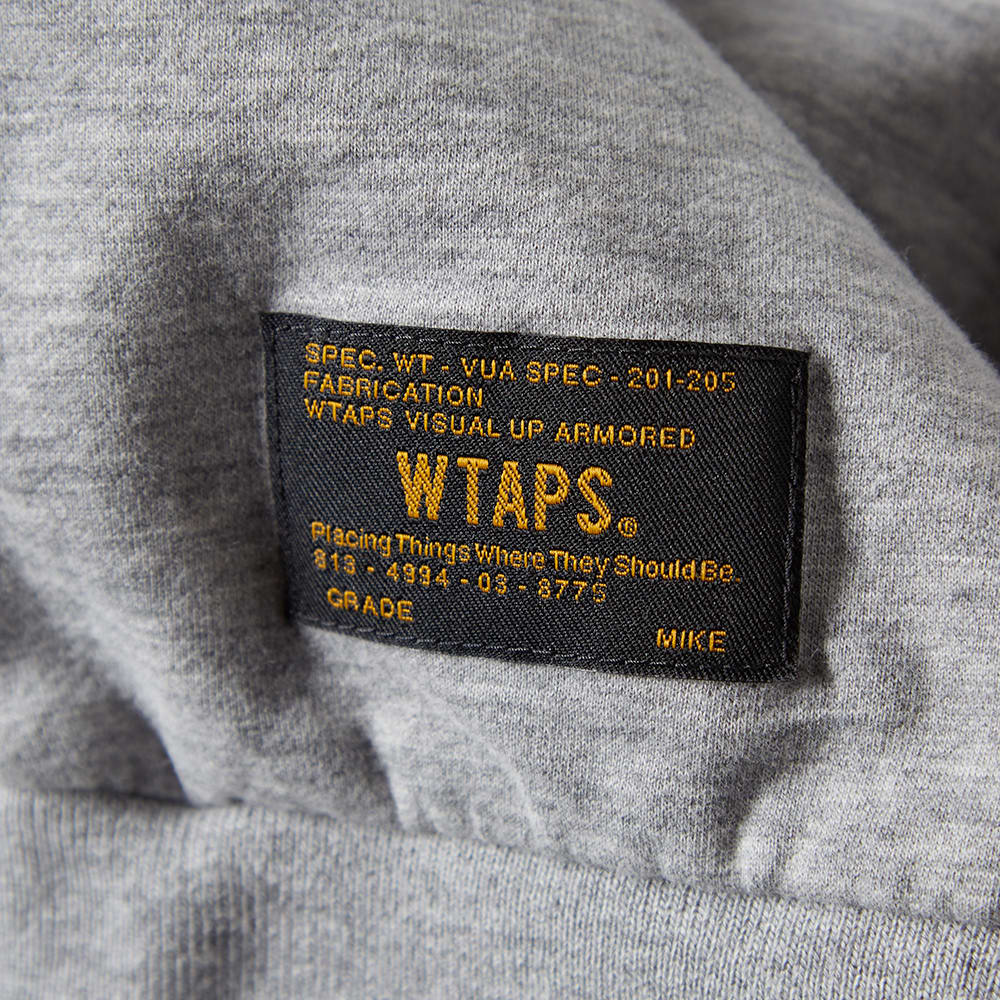 SPEC. WT - VUA SPEC - 201-205
FABRICATION
WTAPS VISUAL UP ARMORED
WTAPS®
Placing Things Where They Should Be.
813 - 4994 - 03 - 8775
GRADE
MIKE